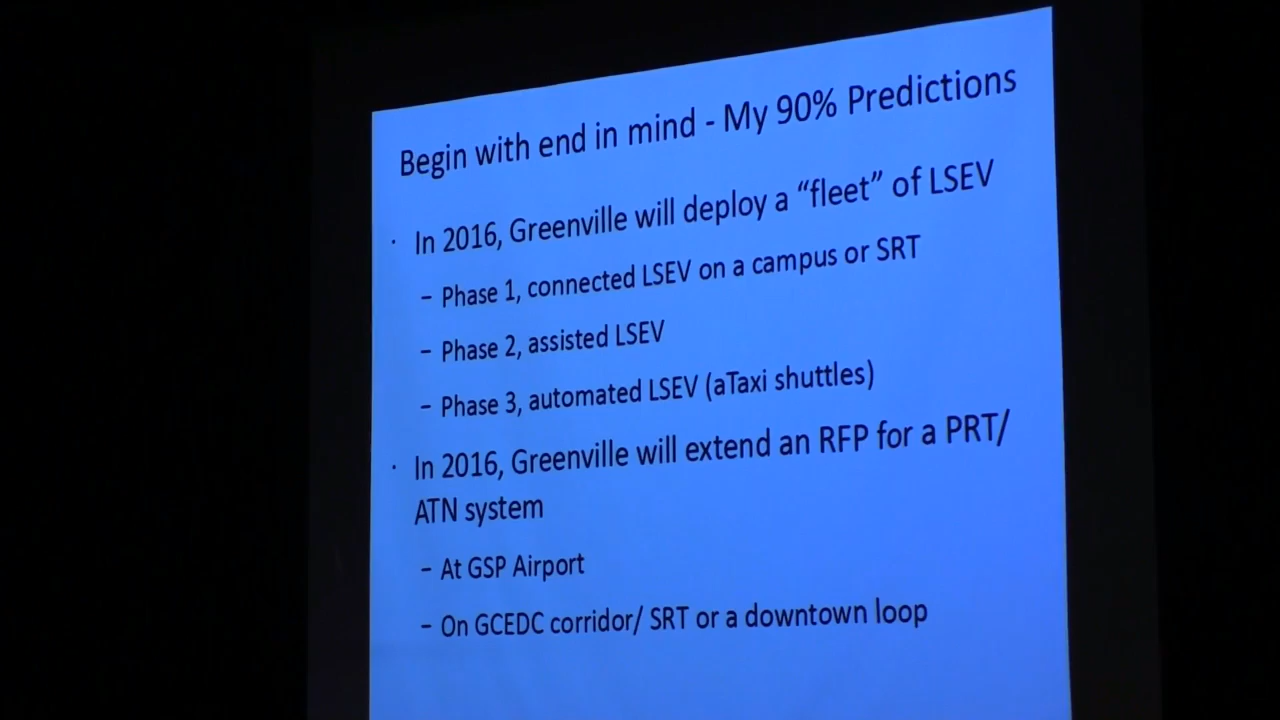 Begin with end in mind - My 90% Predictions
· In 2016, Greenville will deploy a “fleet” of LSEV
– Phase 1, connected LSEV on a campus or SRT
– Phase 2, assisted LSEV
– Phase 3, automated LSEV (aTaxi shuttles)
· In 2016, Greenville will extend an RFP for a PRT/
ATN system
– At GSP Airport
– On GCEDC corridor/ SRT or a downtown loop